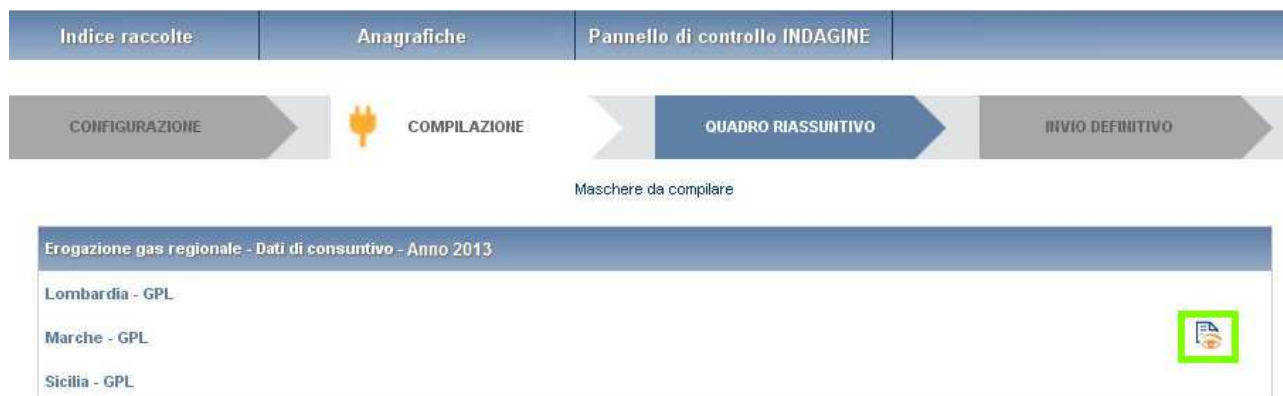 Indice raccolte Anagrafiche Pannello di controllo INDAGINE
CONFIGURAZIONE COMPILAZIONE QUADRO RIASSUNTIVO INVIO DEFINITIVO
Maschere da compilare
Erogazione gas regionale - Dati di consuntivo - Anno 2013
Lombardia - GPL
Marche - GPL
Sicilia - GPL